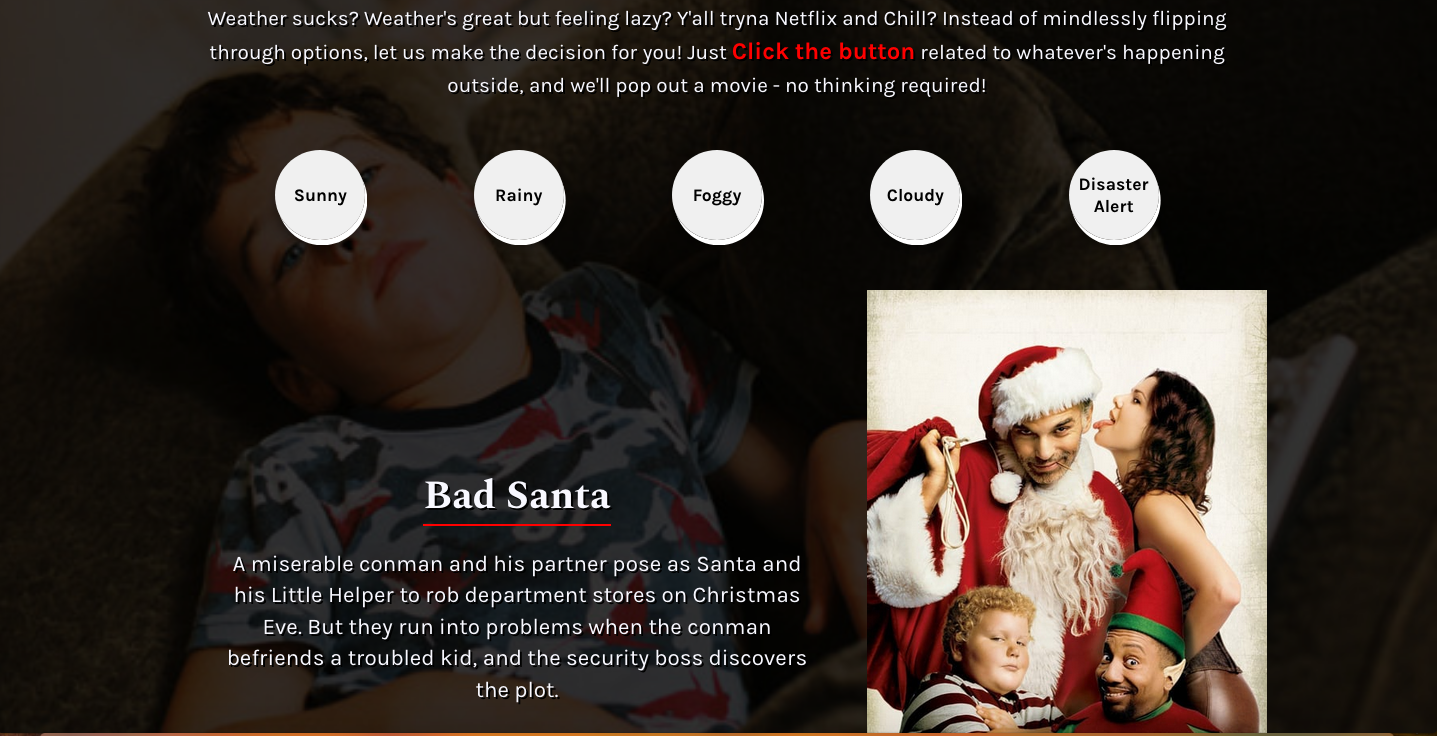 Weather sucks? Weather's great but feeling lazy? Y'all tryna Netflix and Chill? Instead of mindlessly flipping
through options, let us make the decision for you! Just Click the button related to whatever's happening
outside, and we'll pop out a movie - no thinking required!
Sunny
Rainy
Foggy
Cloudy
Disaster
Alert
Bad Santa
A miserable conman and his partner pose as Santa and
his Little Helper to rob department stores on Christmas
Eve. But they run into problems when the conman
befriends a troubled kid, and the security boss discovers
the plot.